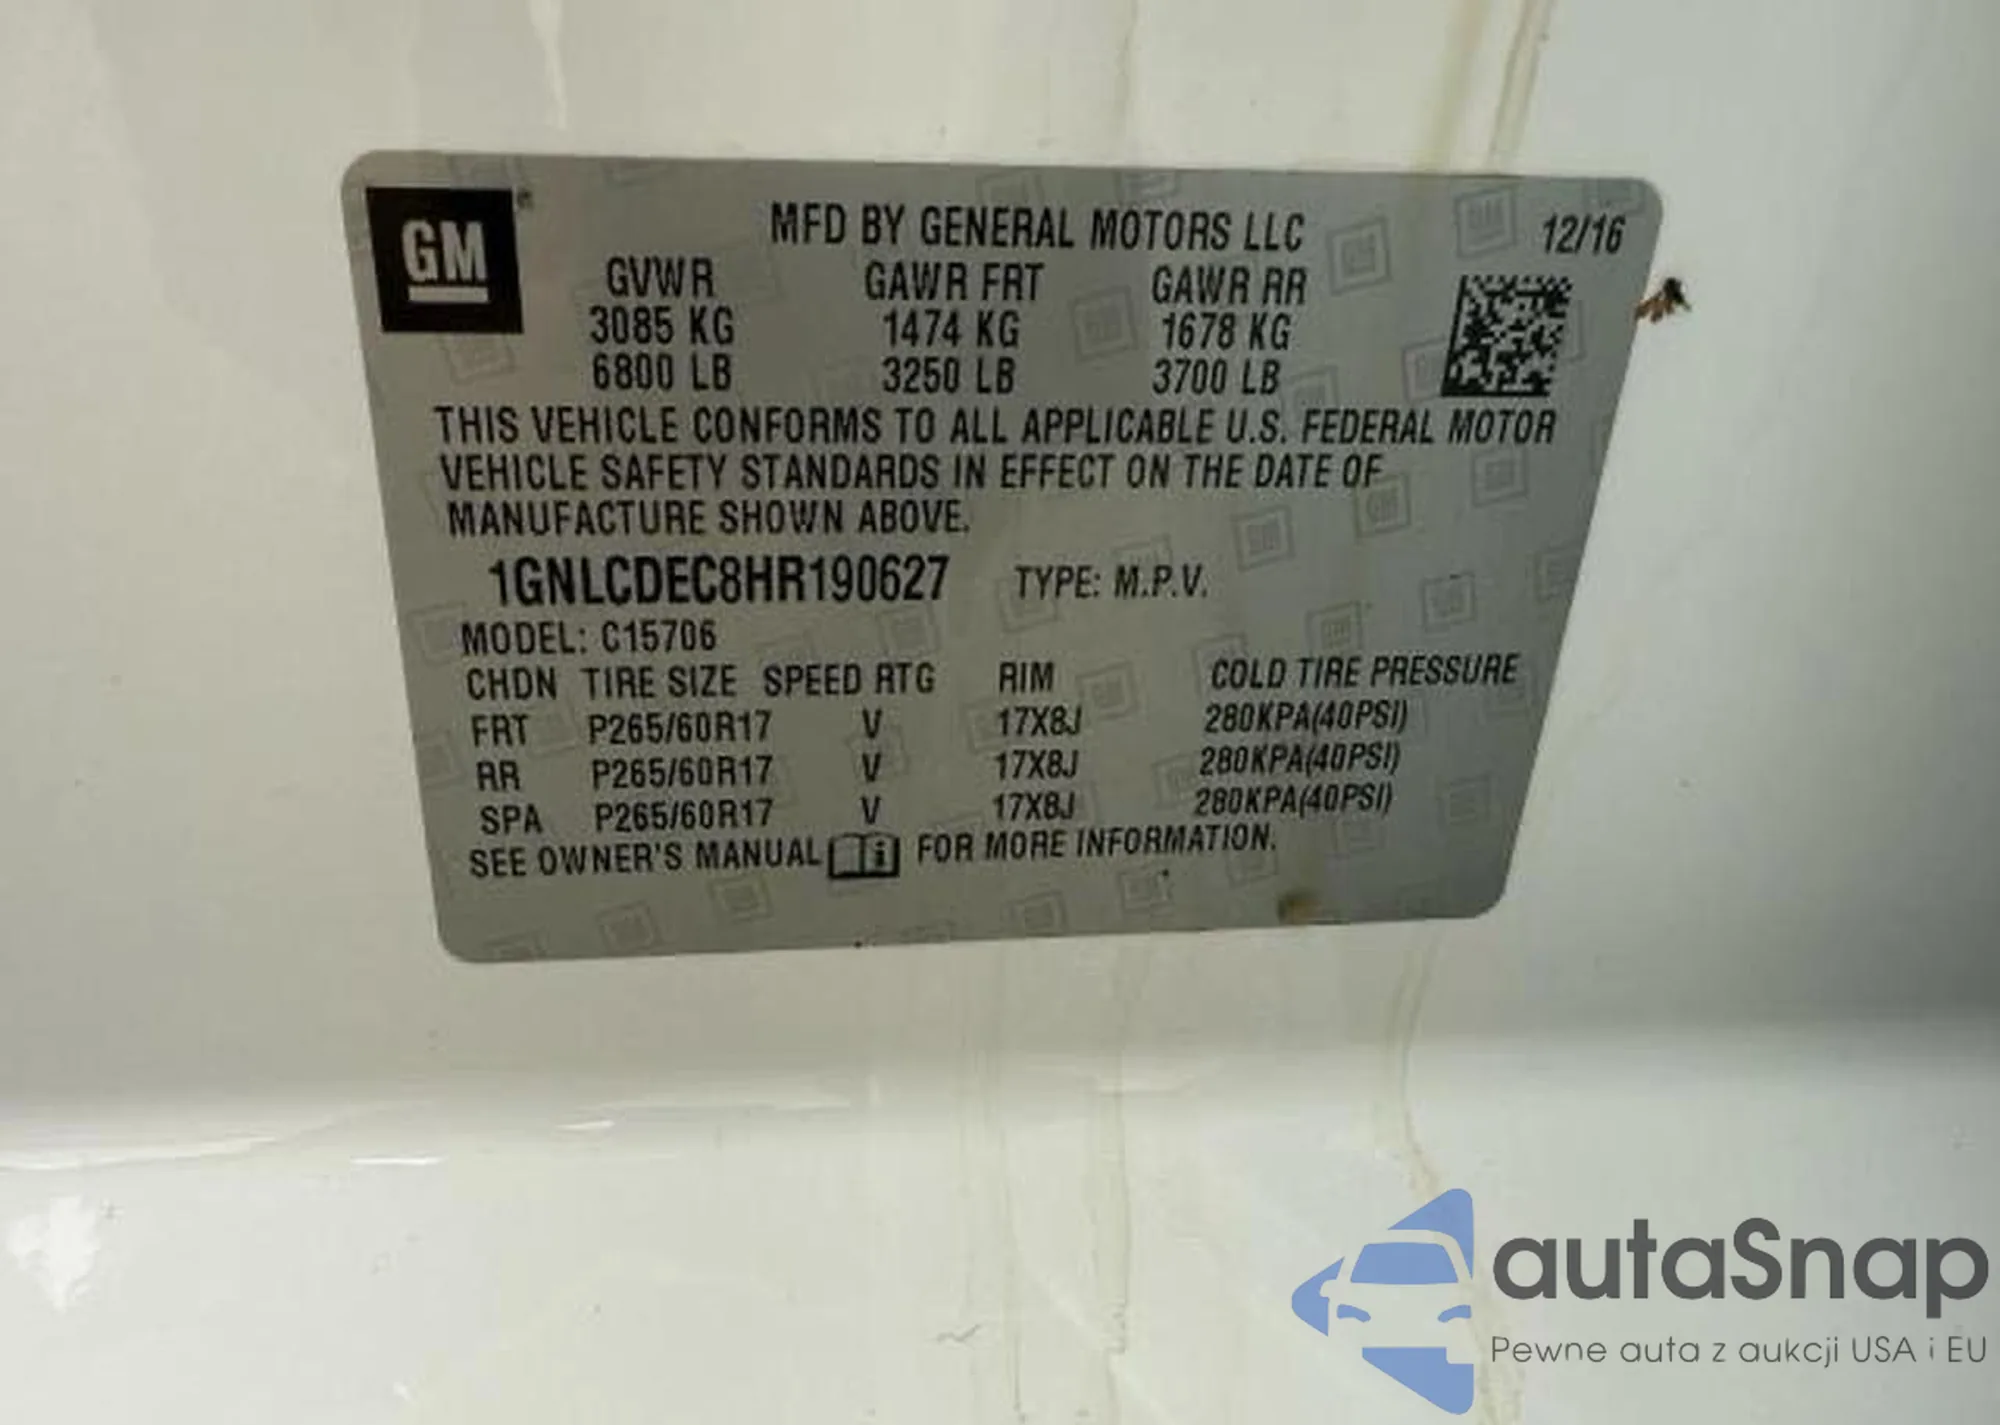 GM
MFD BY GENERAL MOTORS LLC 12/16
GVWR GAWR FRT GAWR RR
3085 KG 1474 KG 1678 KG
6800 LB 3250 LB 3700 LB
THIS VEHICLE CONFORMS TO ALL APPLICABLE U.S. FEDERAL MOTOR
VEHICLE SAFETY STANDARDS IN EFFECT ON THE DATE OF
MANUFACTURE SHOWN ABOVE.
1GNLCDEC8HR190627 TYPE: M.P.V.
MODEL: C15706
CHDN TIRE SIZE SPEED RTG RIM COLD TIRE PRESSURE
FRT P265/60R17 V 17X8J 280KPA(40PSI)
RR P265/60R17 V 17X8J 280KPA(40PSI)
SPA P265/60R17 V 17X8J 280KPA(40PSI)
SEE OWNER'S MANUAL FOR MORE INFORMATION.
autaSnap
Pewne auta z aukcji USA i EU